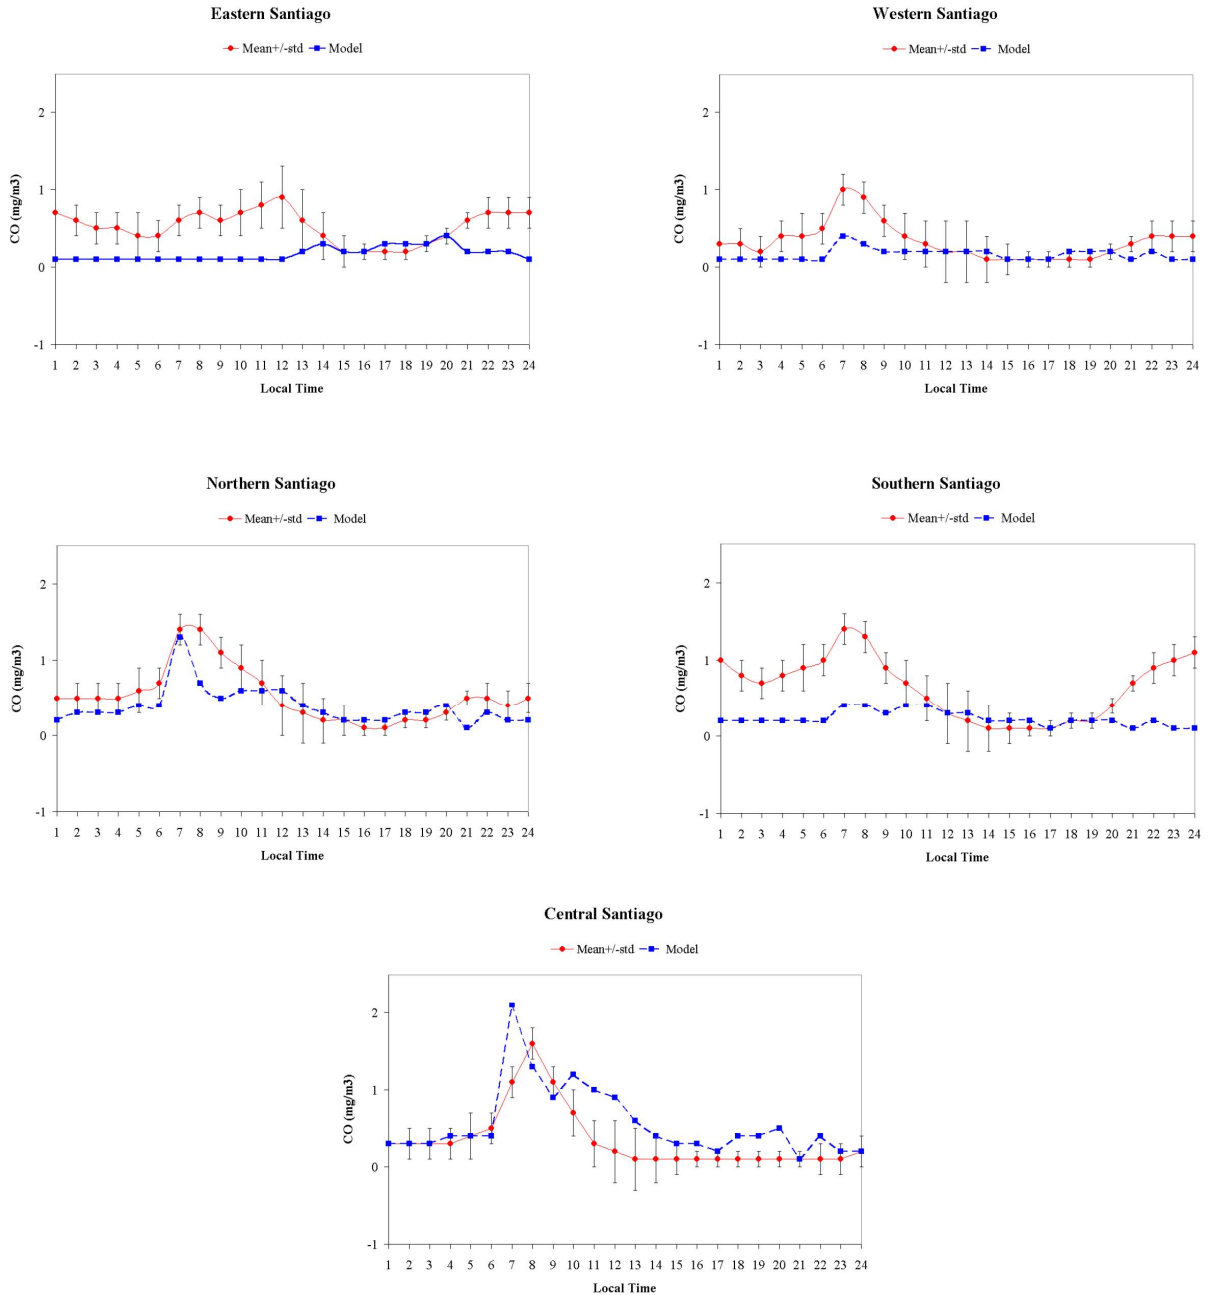 Eastern Santiago
Mean+/-std Model
CO (mg/m3)
2
1
0
-1
1 2 3 4 5 6 7 8 9 10 11 12 13 14 15 16 17 18 19 20 21 22 23 24
Local Time
Western Santiago
Mean+/-std Model
CO (mg/m3)
2
1
0
-1
1 2 3 4 5 6 7 8 9 10 11 12 13 14 15 16 17 18 19 20 21 22 23 24
Local Time
Northern Santiago
Mean+/-std Model
CO (mg/m3)
2
1
0
-1
1 2 3 4 5 6 7 8 9 10 11 12 13 14 15 16 17 18 19 20 21 22 23 24
Local Time
Southern Santiago
Mean+/-std Model
CO (mg/m3)
2
1
0
-1
1 2 3 4 5 6 7 8 9 10 11 12 13 14 15 16 17 18 19 20 21 22 23 24
Local Time
Central Santiago
Mean+/-std Model
CO (mg/m3)
2
1
0
-1
1 2 3 4 5 6 7 8 9 10 11 12 13 14 15 16 17 18 19 20 21 22 23 24
Local Time